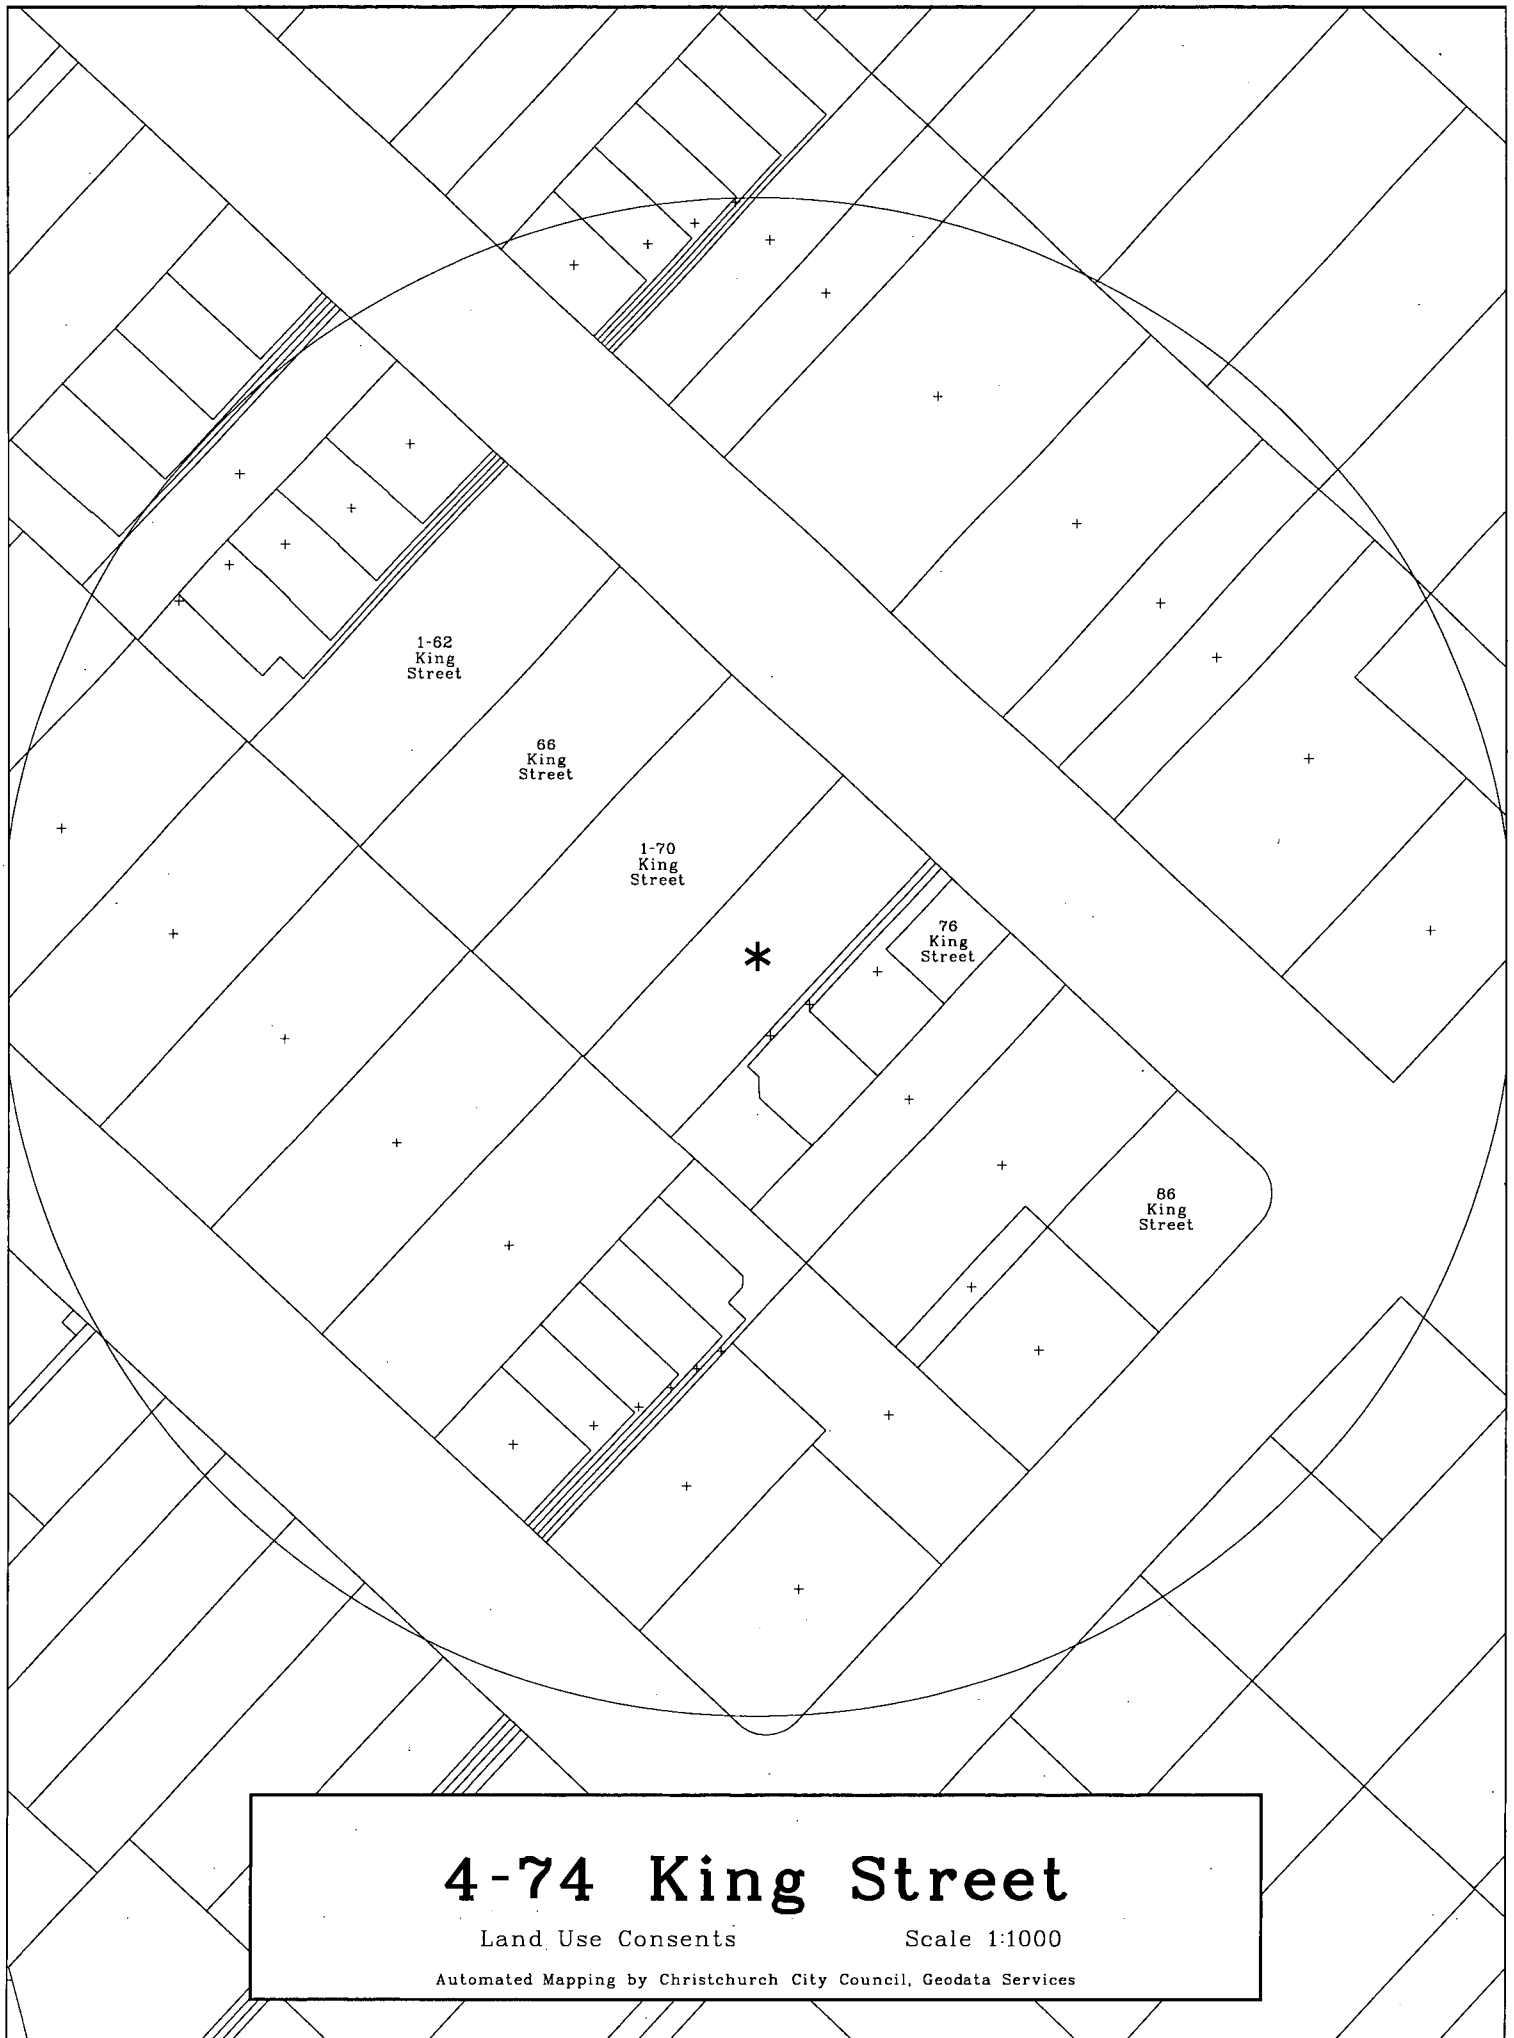 1-62
King
Street
66
King
Street
1-70
King
Street
76
King
Street
86
King
Street
4-74 King Street
Land Use Consents Scale 1:1000
Automated Mapping by Christchurch City Council, Geodata Services